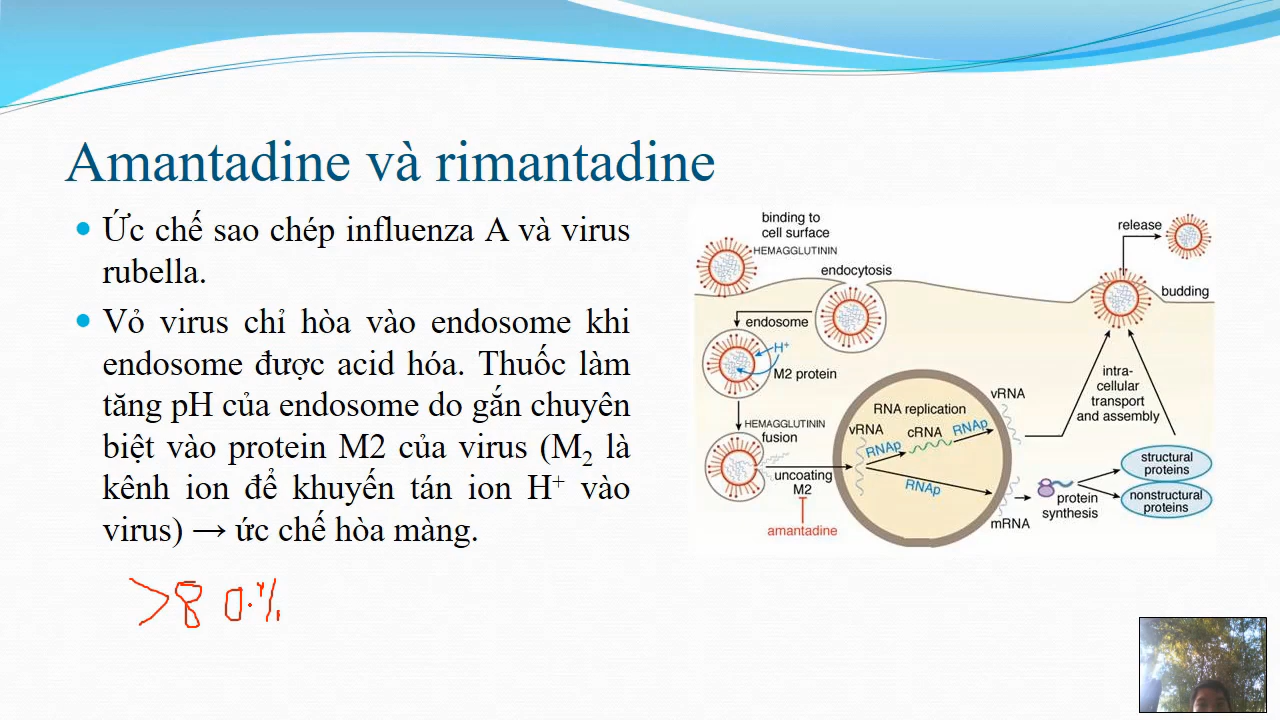 Amantadine và rimantadine
Ức chế sao chép influenza A và virus
rubella.
Vỏ virus chỉ hòa vào endosome khi
endosome được acid hóa. Thuốc làm
tăng pH của endosome do gắn chuyên
biệt vào protein M2 của virus (M₂ là
kênh ion để khuyến tán ion H⁺ vào
virus) → ức chế hòa màng.
>80%
binding to
cell surface
HEMAGGLUTININ
endocytosis
endosome
H⁺
M2 protein
HEMAGGLUTININ
fusion
uncoating
M2
amantadine
RNA replication
vRNA
cRNA
RNAp
RNAp
RNAp
vRNA
mRNA
protein
synthesis
structural
proteins
nonstructural
proteins
intra-
cellular
transport
and assembly
budding
release